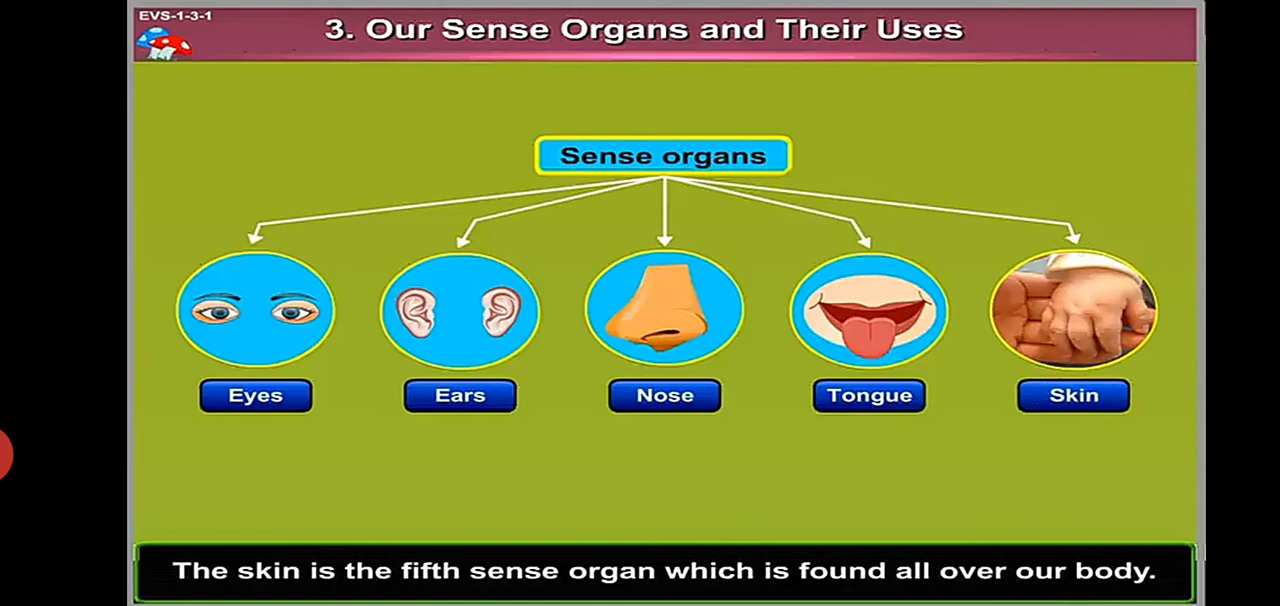 EVS-1-3-1
3. Our Sense Organs and Their Uses
Sense organs
Eyes
Ears
Nose
Tongue
Skin
The skin is the fifth sense organ which is found all over our body.